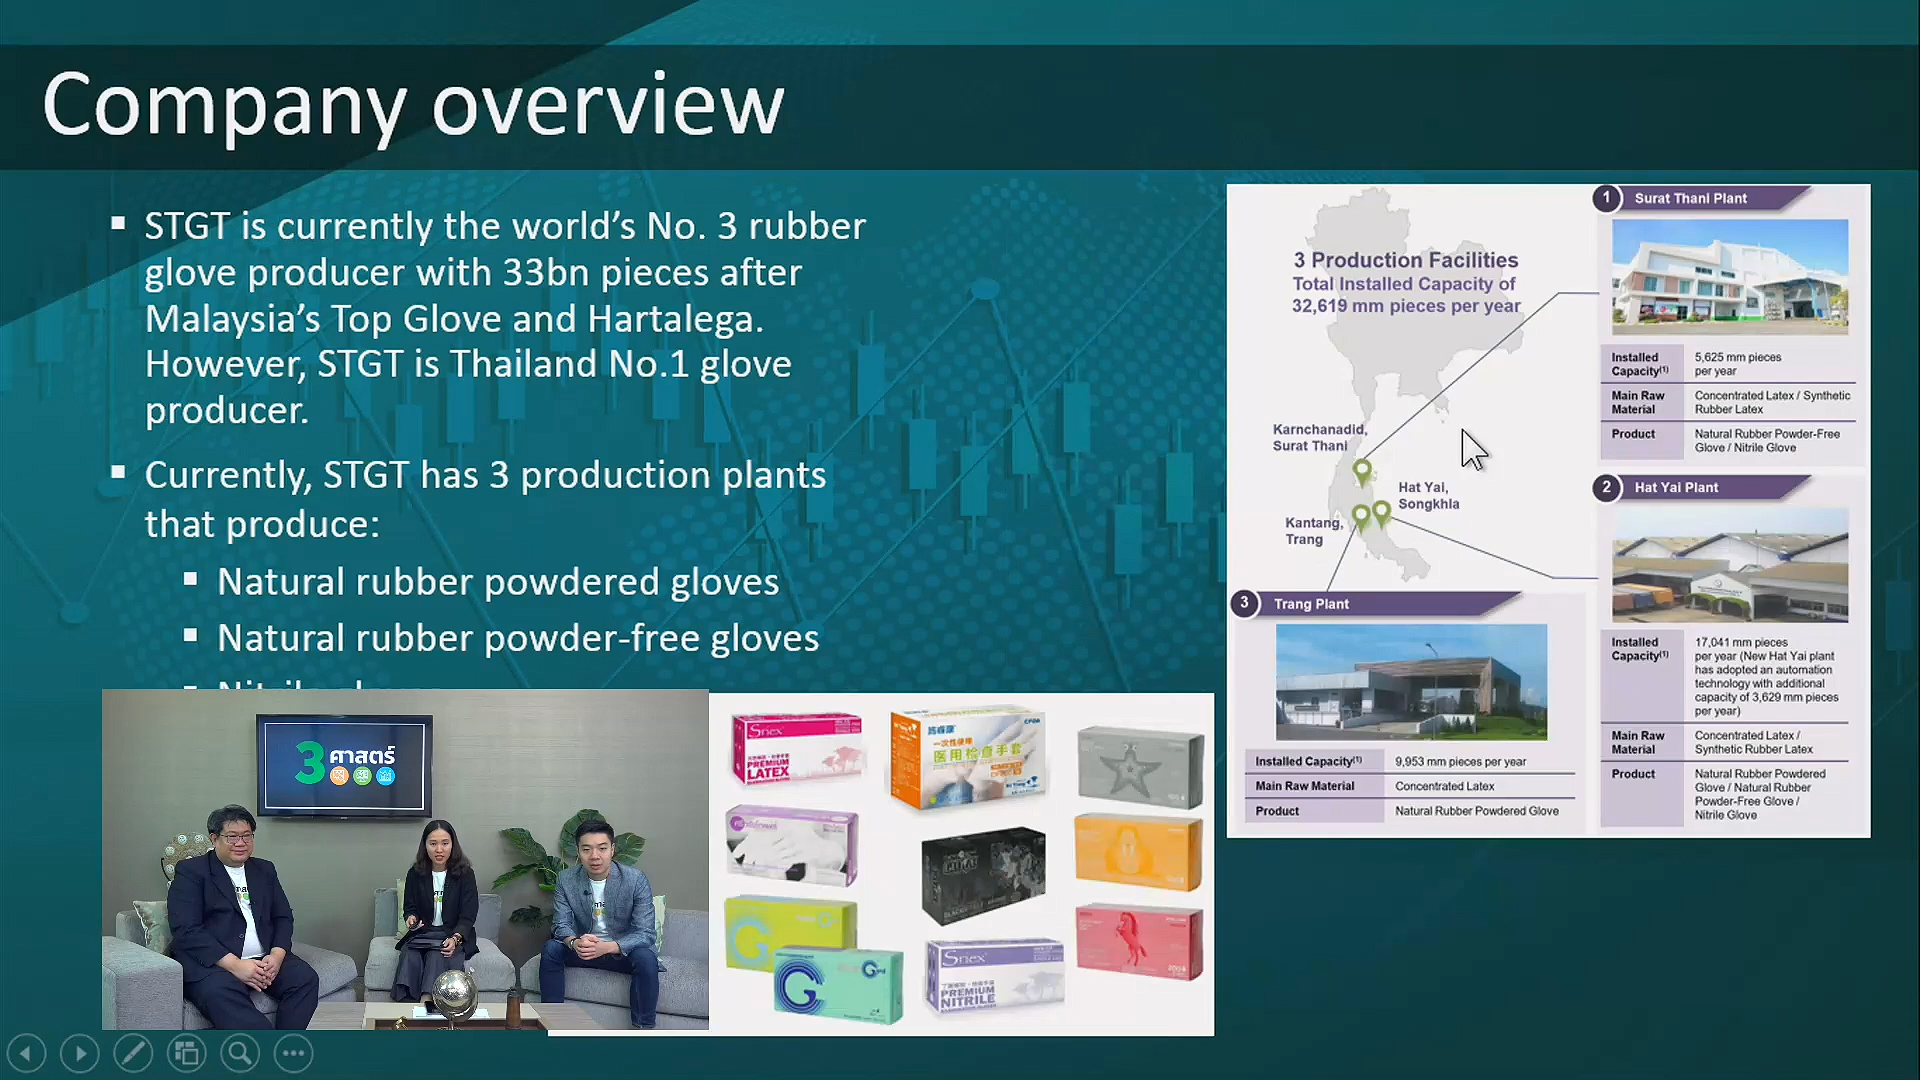 Company overview
STGT is currently the world's No. 3 rubber
glove producer with 33bn pieces after
Malaysia's Top Glove and Hartalega.
However, STGT is Thailand No.1 glove
producer.
Currently, STGT has 3 production plants
that produce:
Natural rubber powdered gloves
Natural rubber powder-free gloves
3 ศาสตร์
Snex
PREMIUM
LATEX
医用检查手套
Snex
PREMIUM
NITRILE
3 Production Facilities
Total Installed Capacity of
32,619 mm pieces per year
Karnchanadid,
Surat Thani
Hat Yai,
Songkhla
Kantang,
Trang
1 Surat Thani Plant
Installed Capacity(1) 5,625 mm pieces
per year
Main Raw Material Concentrated Latex / Synthetic
Rubber Latex
Product Natural Rubber Powder-Free
Glove / Nitrile Glove
2 Hat Yai Plant
Installed Capacity(1) 17,041 mm pieces
per year (New Hat Yai plant
has adopted an automation
technology with additional
capacity of 3,629 mm pieces
per year)
Main Raw Material Concentrated Latex /
Synthetic Rubber Latex
Product Natural Rubber Powdered
Glove / Natural Rubber
Powder-Free Glove /
Nitrile Glove
3 Trang Plant
Installed Capacity(1) 9,953 mm pieces per year
Main Raw Material Concentrated Latex
Product Natural Rubber Powdered Glove